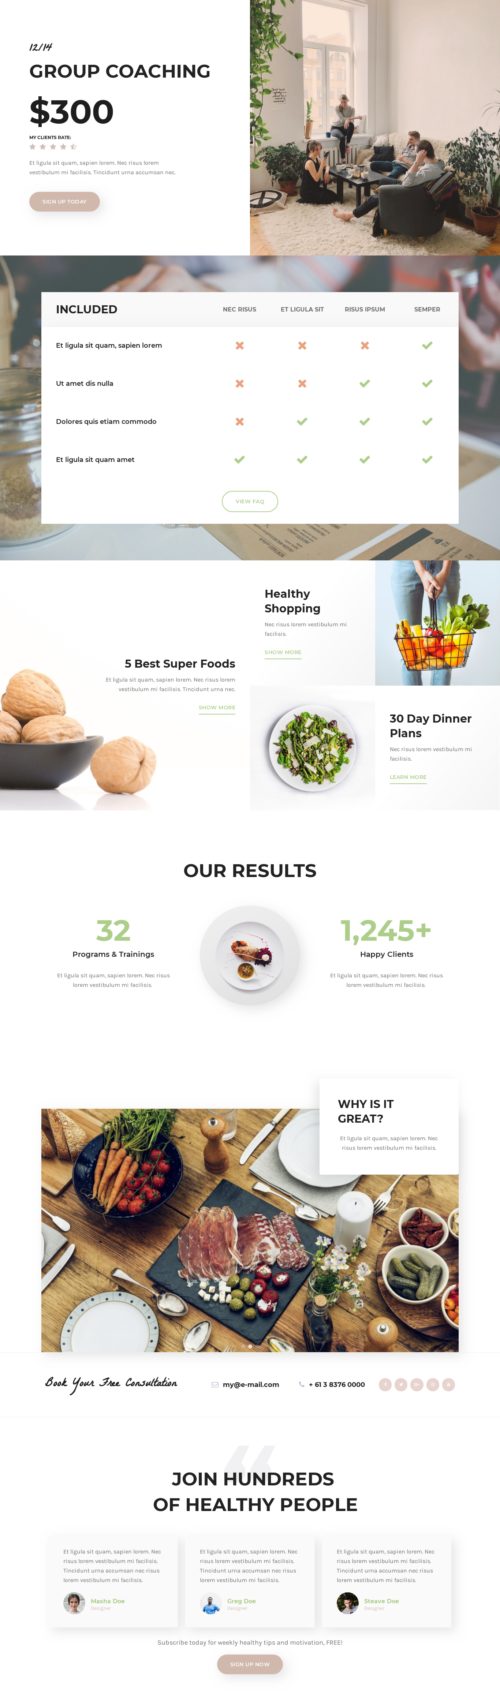 12/14
GROUP COACHING
$300
MY CLIENTS RATE:
Et ligula sit quam, sapien lorem. Nec risus lorem
vestibulum mi facilisis. Tincidunt urna accumsan nec.
SIGN UP TODAY
INCLUDED
NEC RISUS
ET LIGULA SIT
RISUS IPSUM
SEMPER
Et ligula sit quam, sapien lorem
Ut amet dis nulla
Dolores quis etiam commodo
Et ligula sit quam amet
VIEW FAQ
5 Best Super Foods
Et ligula sit quam, sapien lorem. Nec risus lorem
vestibulum mi facilisis. Tincidunt urna nec.
SHOW MORE
Healthy
Shopping
Nec risus lorem vestibulum mi
facilisis.
SHOW MORE
30 Day Dinner
Plans
Nec risus lorem vestibulum mi
facilisis.
LEARN MORE
OUR RESULTS
32
Programs & Trainings
Et ligula sit quam, sapien lorem. Nec risus
lorem vestibulum mi facilisis.
1,245+
Happy Clients
Et ligula sit quam, sapien lorem. Nec risus
lorem vestibulum mi facilisis.
WHY IS IT
GREAT?
Et ligula sit quam, sapien lorem. Nec
risus lorem vestibulum mi facilisis.
Book Your Free Consultation
my@e-mail.com
+ 61 3 8376 0000
“
JOIN HUNDREDS
OF HEALTHY PEOPLE
Et ligula sit quam, sapien lorem. Nec
risus lorem vestibulum mi facilisis.
Tincidunt urna accumsan nec risus
lorem vestibulum mi facilisis.
Masha Doe
Designer
Et ligula sit quam, sapien lorem. Nec
risus lorem vestibulum mi facilisis.
Tincidunt urna accumsan nec risus
lorem vestibulum mi facilisis.
Greg Doe
Designer
Et ligula sit quam, sapien lorem. Nec
risus lorem vestibulum mi facilisis.
Tincidunt urna accumsan nec risus
lorem vestibulum mi facilisis.
Steave Doe
Designer
Subscribe today for weekly healthy tips and motivation, FREE!
SIGN UP NOW